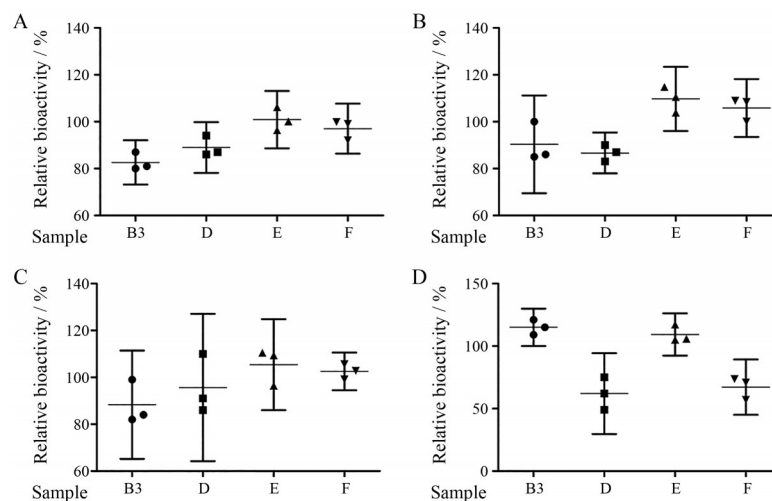 A
Relative bioactivity / %
140
120
100
80
60
Sample
B3
D
E
F
B
Relative bioactivity / %
140
120
100
80
60
Sample
B3
D
E
F
C
Relative bioactivity / %
140
120
100
80
60
Sample
B3
D
E
F
D
Relative bioactivity / %
150
100
50
0
Sample
B3
D
E
F